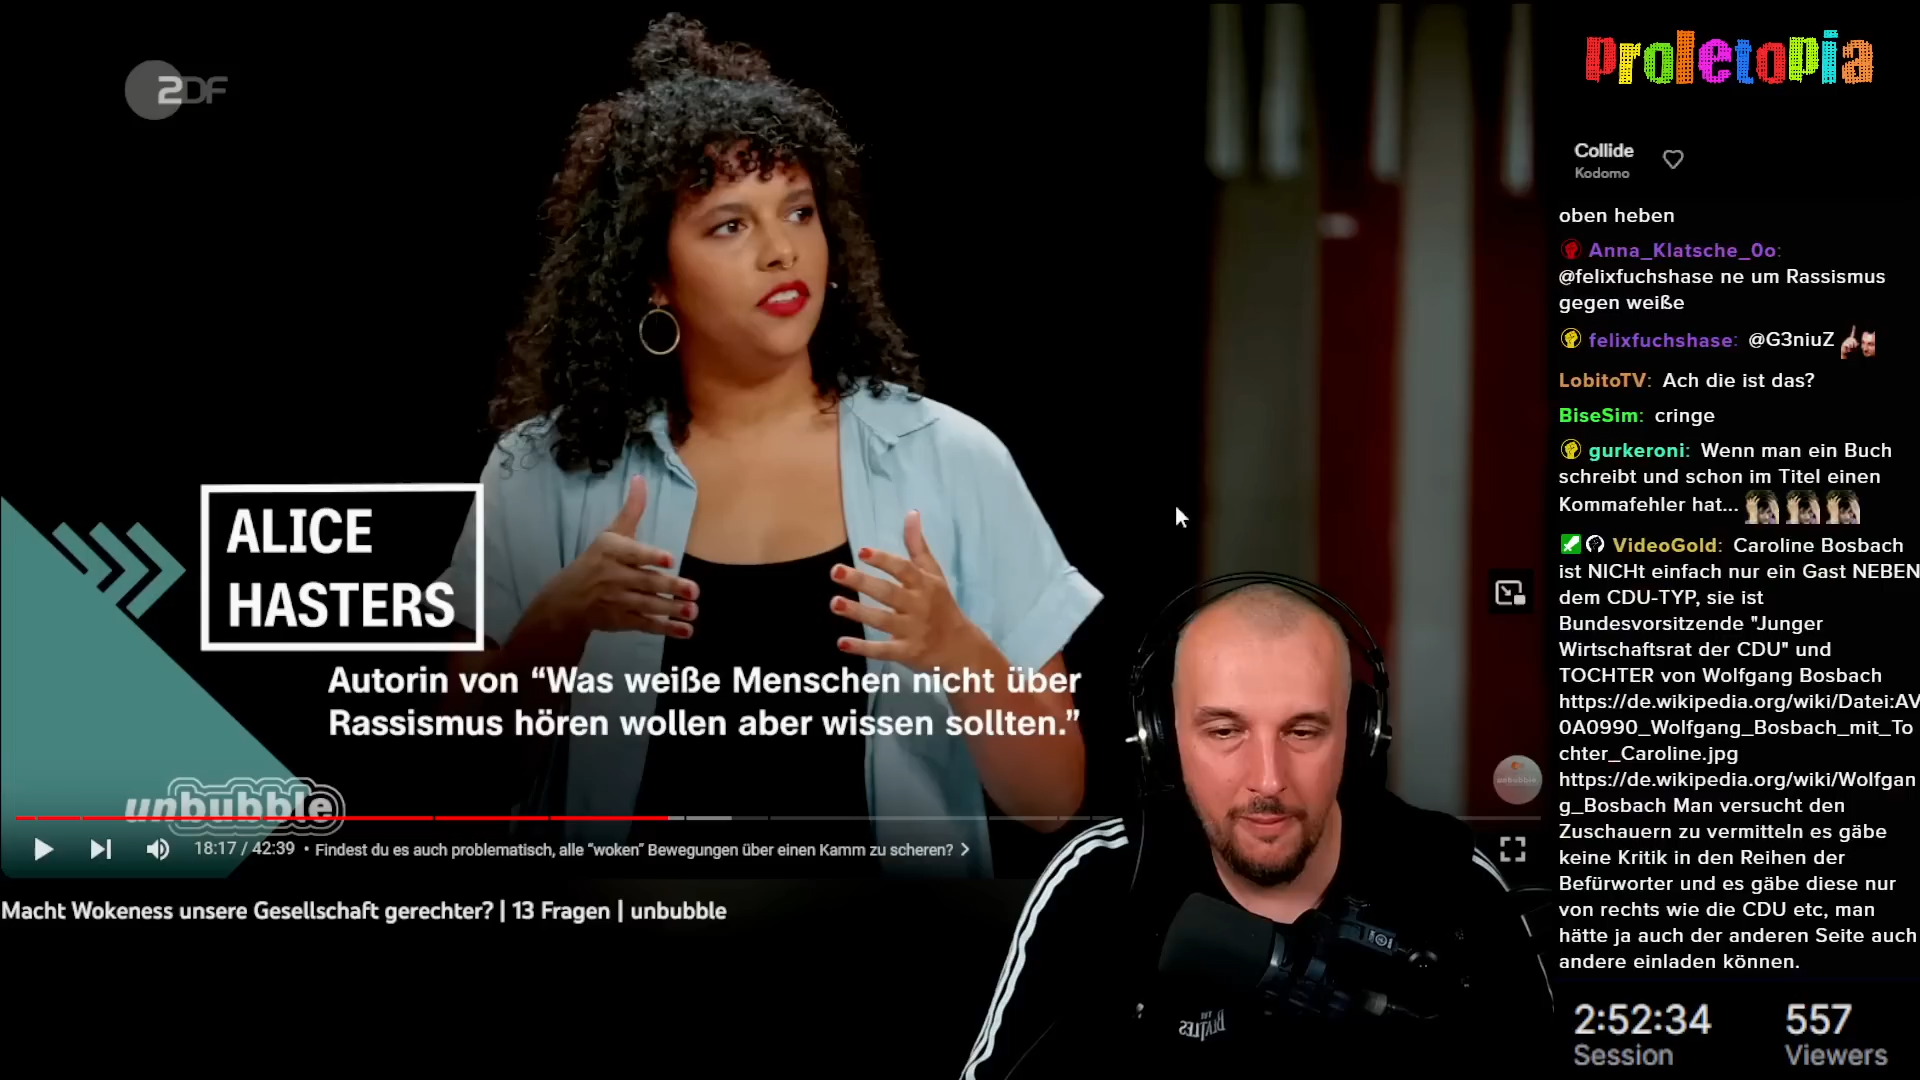 2DF
ALICE
HASTERS
Autorin von “Was weiße Menschen nicht über
Rassismus hören wollen aber wissen sollten.”
unbubble
18:17 / 42:39 • Findest du es auch problematisch, alle “woken” Bewegungen über einen Kamm zu scheren?
Macht Wokeness unsere Gesellschaft gerechter? | 13 Fragen | unbubble
unbubble
THE
BEATLES
Proletopia
Collide
Kodomo
oben heben
Anna_Klatsche_0o:
@felixfuchshase ne um Rassismus
gegen weiße
felixfuchshase: @G3niuZ
LobitoTV: Ach die ist das?
BiseSim: cringe
gurkeroni: Wenn man ein Buch
schreibt und schon im Titel einen
Kommafehler hat...
VideoGold: Caroline Bosbach
ist NICHt einfach nur ein Gast NEBEN
dem CDU-TYP, sie ist
Bundesvorsitzende "Junger
Wirtschaftsrat der CDU" und
TOCHTER von Wolfgang Bosbach
https://de.wikipedia.org/wiki/Datei:AV
0A0990_Wolfgang_Bosbach_mit_To
chter_Caroline.jpg
https://de.wikipedia.org/wiki/Wolfgan
g_Bosbach Man versucht den
Zuschauern zu vermitteln es gäbe
keine Kritik in den Reihen der
Befürworter und es gäbe diese nur
von rechts wie die CDU etc, man
hätte ja auch der anderen Seite auch
andere einladen können.
2:52:34 557
Session Viewers